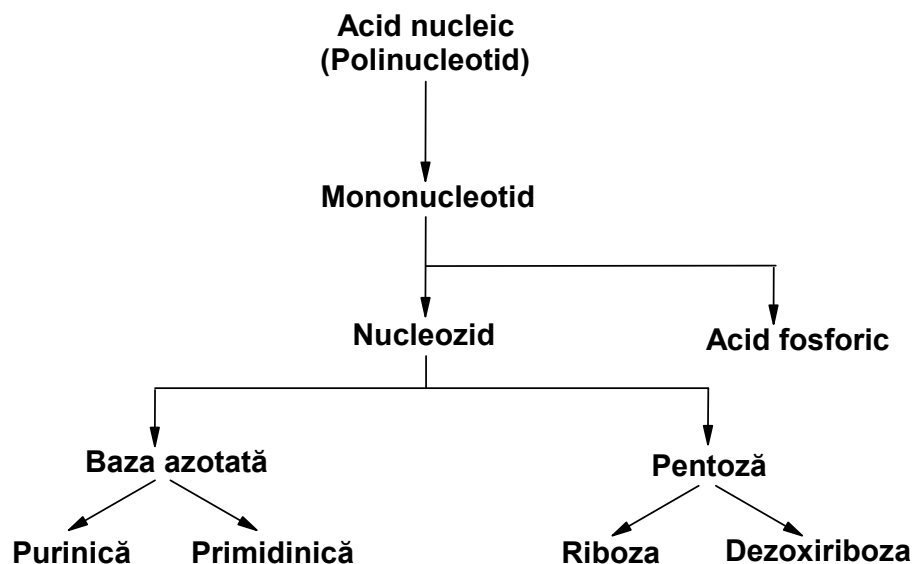 Acid nucleic
(Polinucleotid)
Mononucleotid
Nucleozid
Acid fosforic
Baza azotată
Pentoză
Purinică
Primidinică
Riboza
Dezoxiriboza